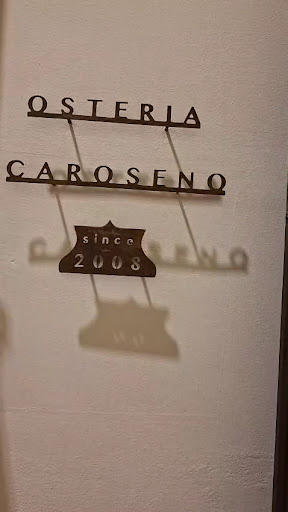 OSTERIA
CAROSENO
since
2008